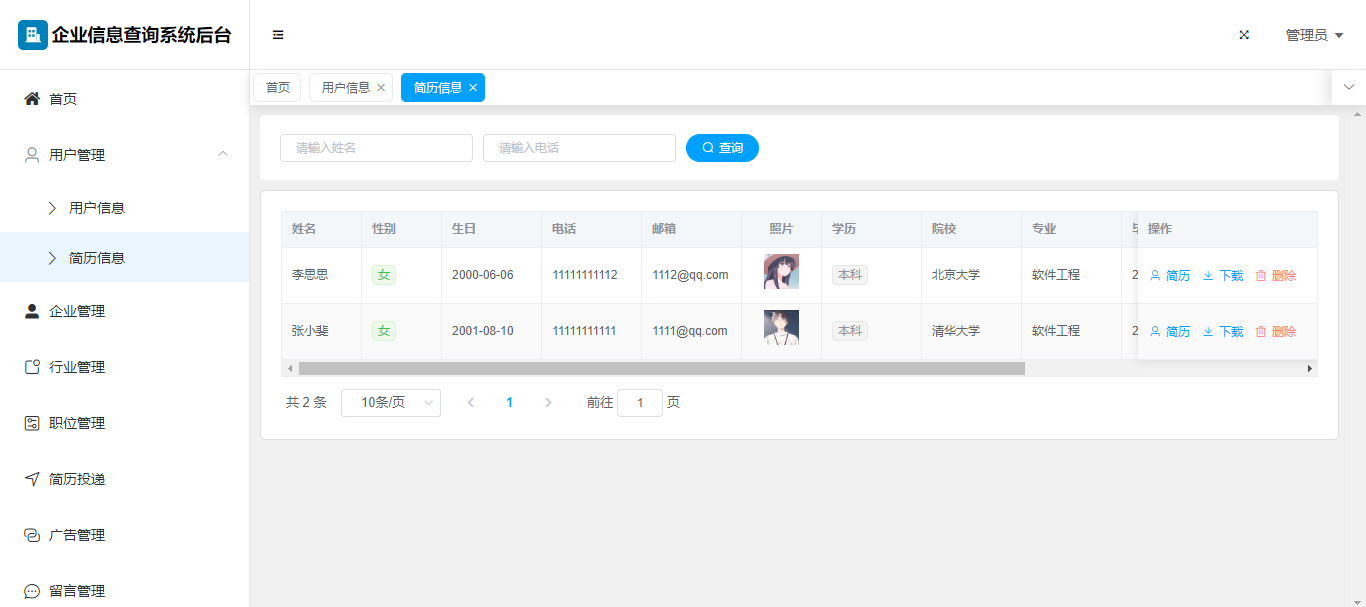 企业信息查询系统后台
管理员
首页
用户信息
简历信息
首页
用户管理
用户信息
简历信息
企业管理
行业管理
职位管理
简历投递
广告管理
留言管理
请输入姓名
请输入电话
查询
姓名 性别 生日 电话 邮箱 照片 学历 院校 专业 操作
李思思 女 2000-06-06 11111111112 1112@qq.com 本科 北京大学 软件工程 2 简历 下载 删除
张小斐 女 2001-08-10 11111111111 1111@qq.com 本科 清华大学 软件工程 2 简历 下载 删除
共 2 条 10条/页 1 前往 1 页